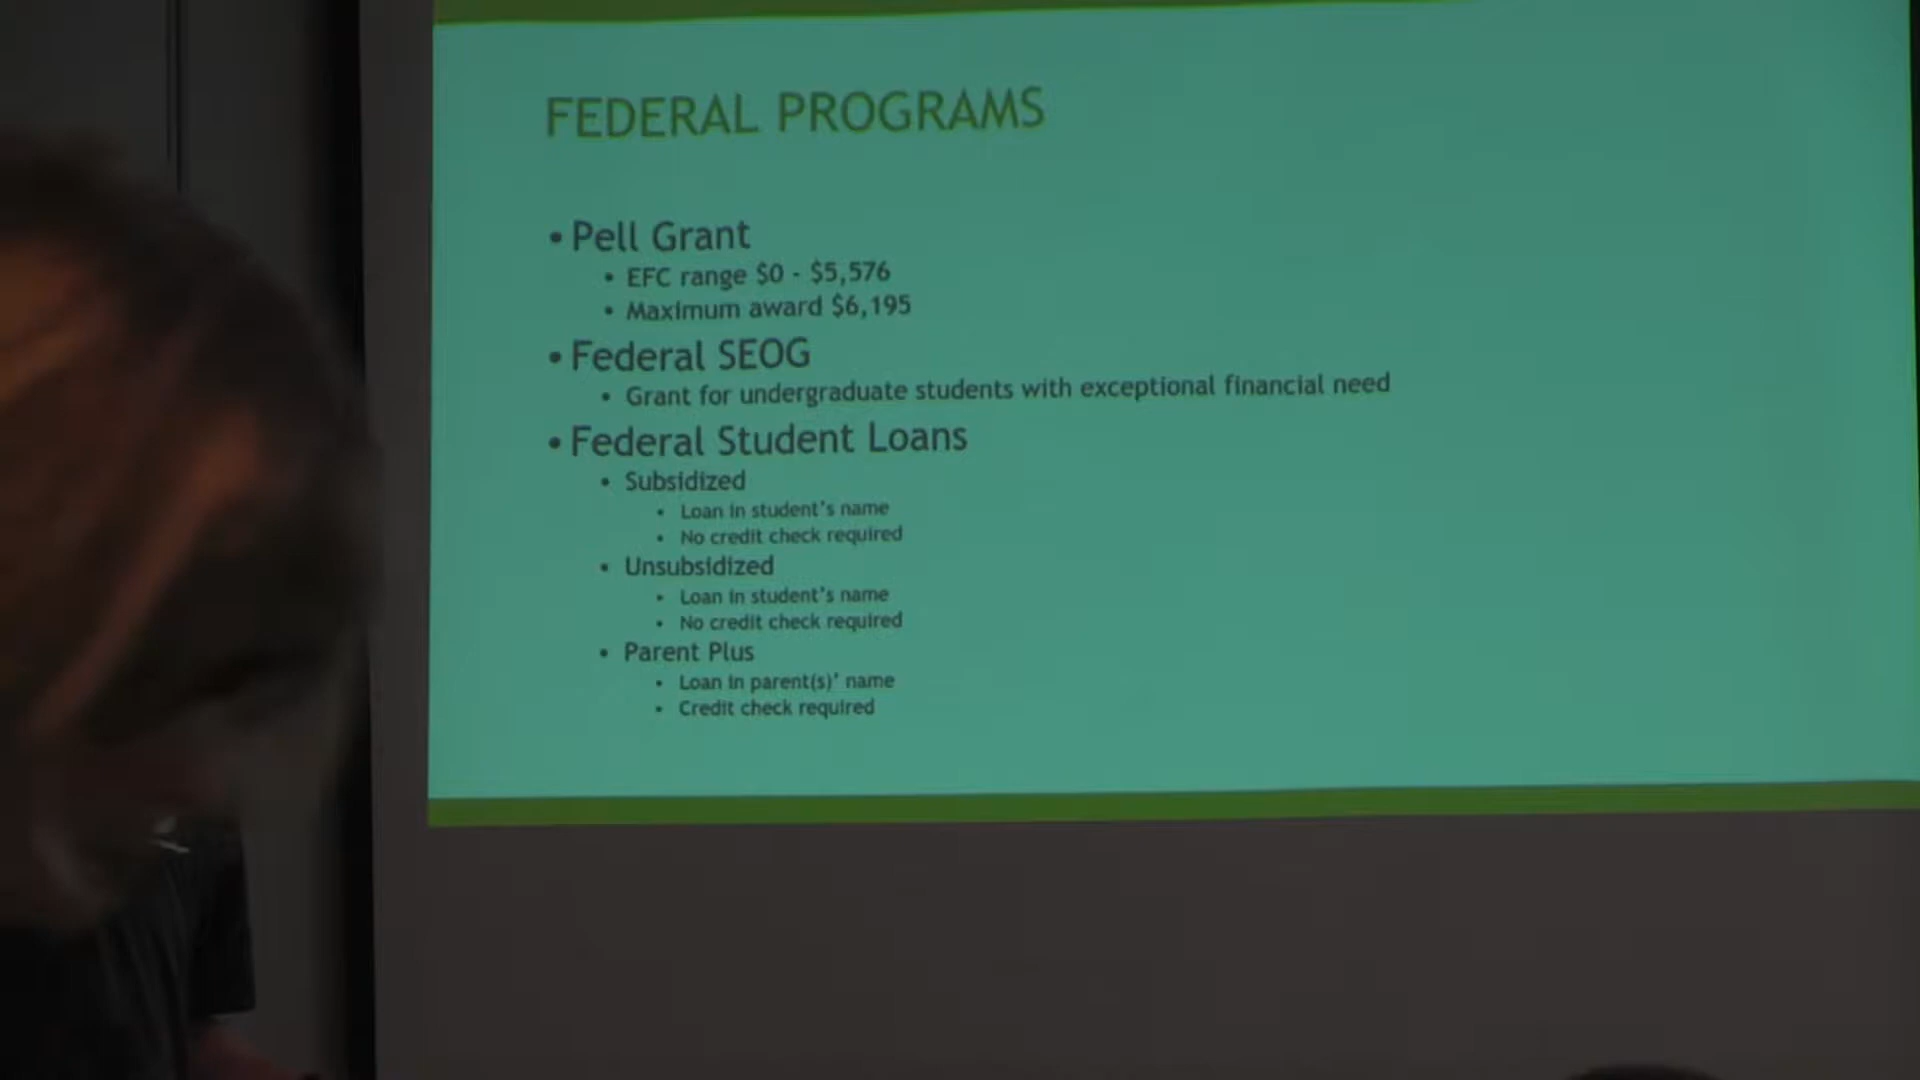 FEDERAL PROGRAMS
• Pell Grant
• EFC range $0 - $5,576
• Maximum award $6,195
• Federal SEOG
• Grant for undergraduate students with exceptional financial need
• Federal Student Loans
• Subsidized
• Loan in student's name
• No credit check required
• Unsubsidized
• Loan in student's name
• No credit check required
• Parent Plus
• Loan in parent(s)' name
• Credit check required